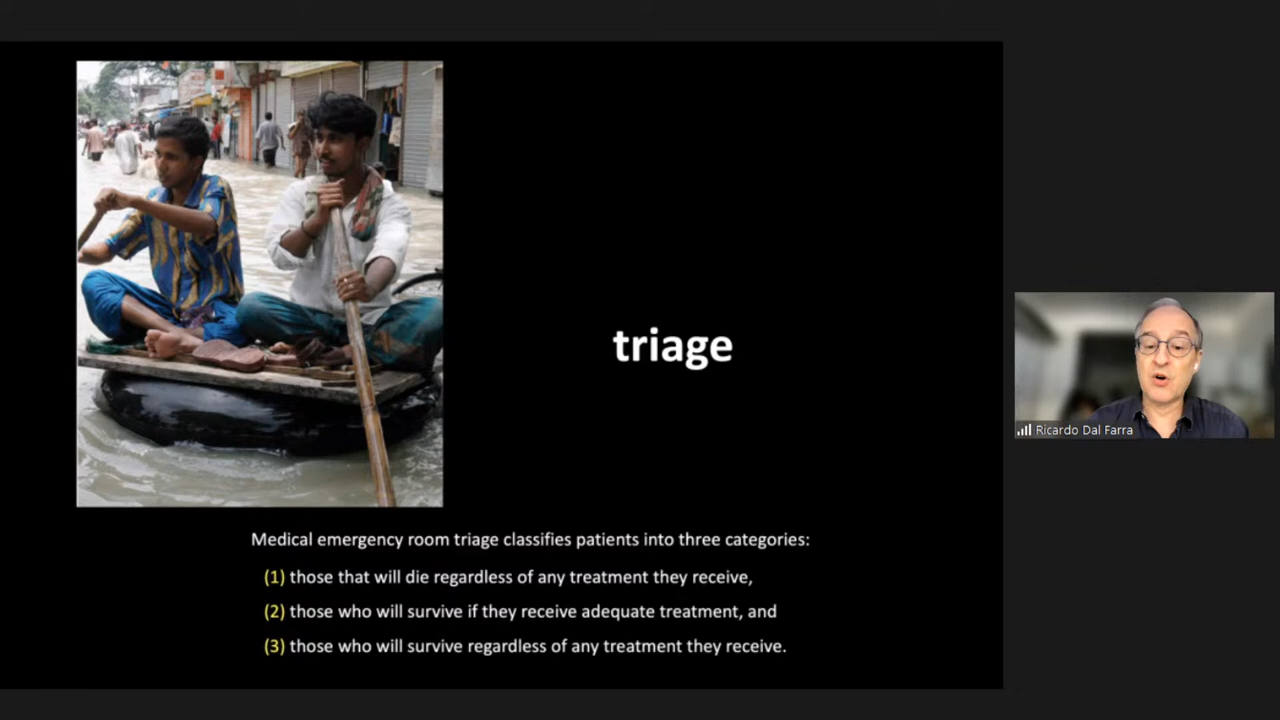 triage
Ricardo Dal Farra
Medical emergency room triage classifies patients into three categories:
(1) those that will die regardless of any treatment they receive,
(2) those who will survive if they receive adequate treatment, and
(3) those who will survive regardless of any treatment they receive.